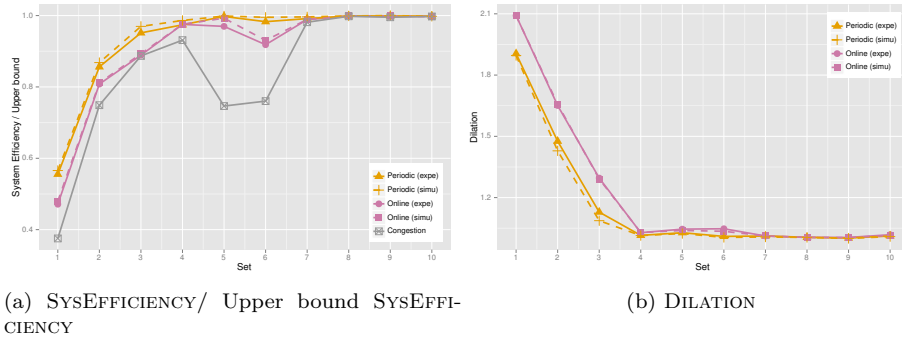 System Efficiency / Upper bound
1.0
0.8
0.6
0.4
1 2 3 4 5 6 7 8 9 10
Set
Periodic (expe)
Periodic (simu)
Online (expe)
Online (simu)
Congestion
Dilation
2.1
1.8
1.5
1.2
1 2 3 4 5 6 7 8 9 10
Set
Periodic (expe)
Periodic (simu)
Online (expe)
Online (simu)
(a) SYSEFFICIENCY/ Upper bound SYSEFFI-
CIENCY
(b) DILATION